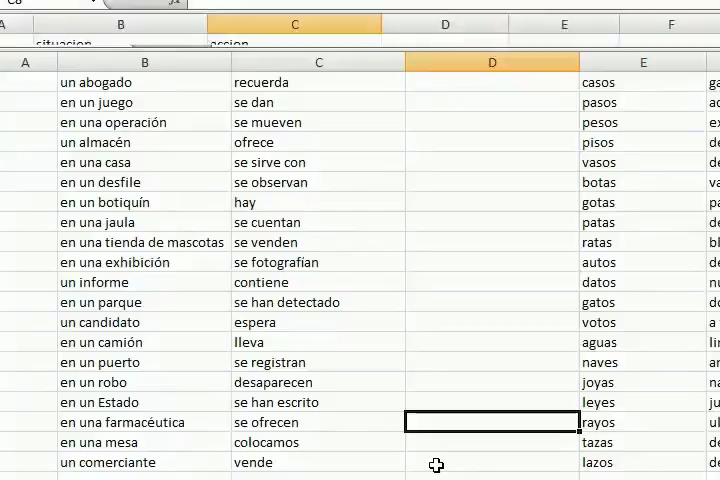 A B C D E F
situacion accion
A B C D E
un abogado recuerda casos
en un juego se dan pasos
en una operación se mueven pesos
un almacén ofrece pisos
en una casa se sirve con vasos
en un desfile se observan botas
en un botiquín hay gotas
en una jaula se cuentan patas
en una tienda de mascotas se venden ratas
en una exhibición se fotografían autos
un informe contiene datos
en un parque se han detectado gatos
un candidato espera votos
en un camión lleva aguas
en un puerto se registran naves
en un robo desaparecen joyas
en un Estado se han escrito leyes
en una farmacéutica se ofrecen rayos
en una mesa colocamos tazas
un comerciante vende lazos